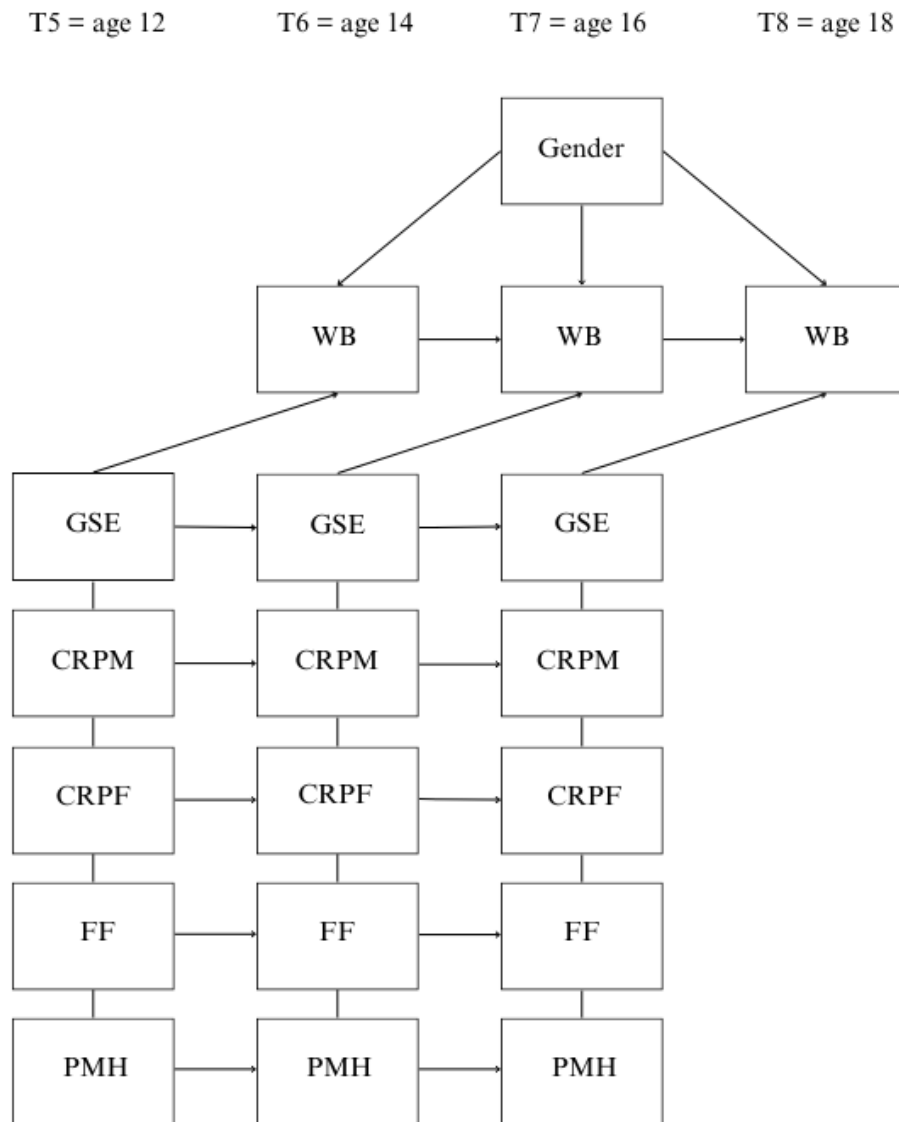 T5 = age 12 T6 = age 14 T7 = age 16 T8 = age 18
Gender
WB WB WB
GSE GSE GSE
CRPM CRPM CRPM
CRPF CRPF CRPF
FF FF FF
PMH PMH PMH